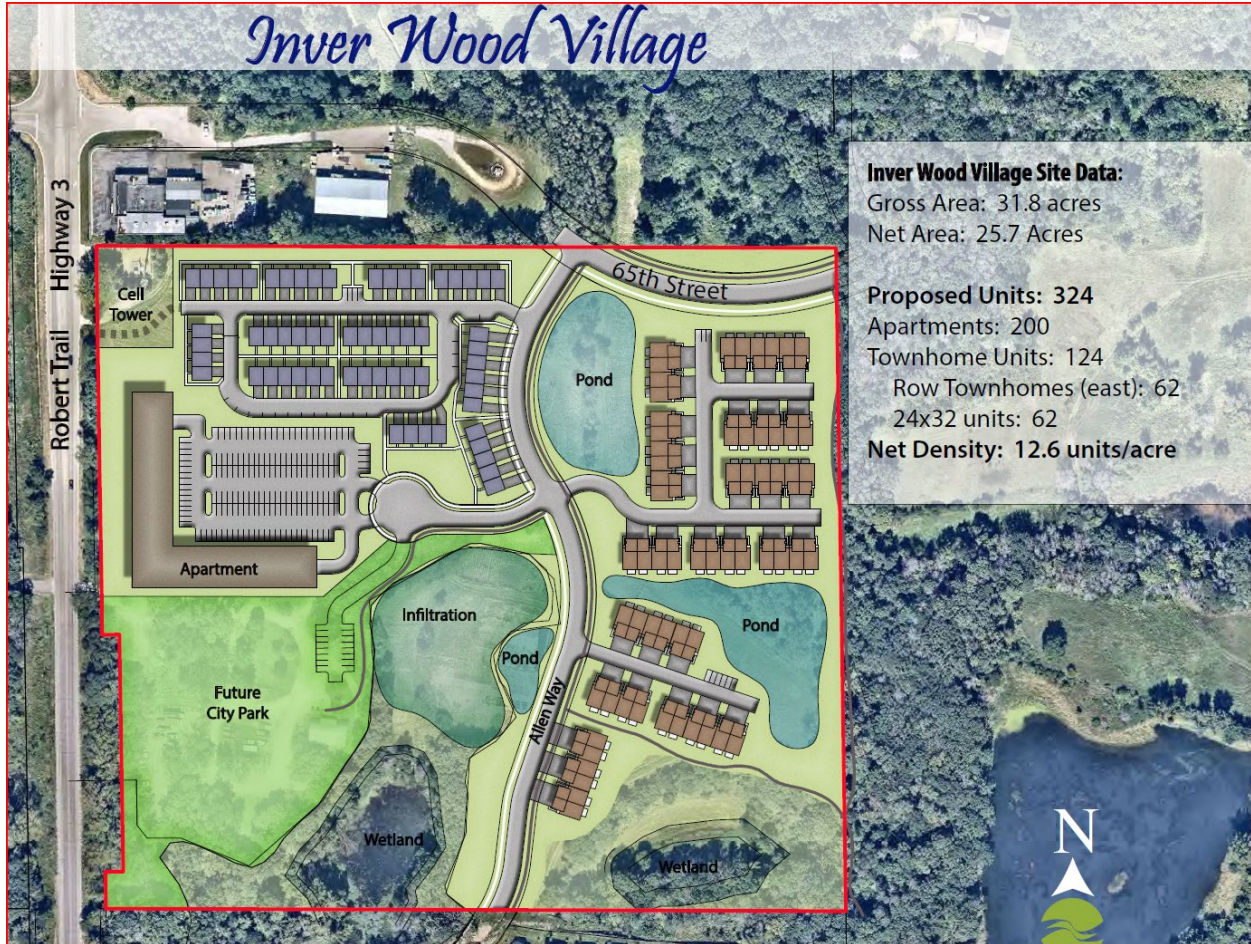 Inver Wood Village
Robert Trail Highway 3
Inver Wood Village Site Data:
Gross Area: 31.8 acres
Net Area: 25.7 Acres
Proposed Units: 324
Apartments: 200
Townhome Units: 124
Row Townhomes (east): 62
24x32 units: 62
Net Density: 12.6 units/acre
65th Street
Cell
Tower
Pond
Apartment
Infiltration
Pond
Pond
Future
City Park
Allen Way
Wetland
Wetland
N